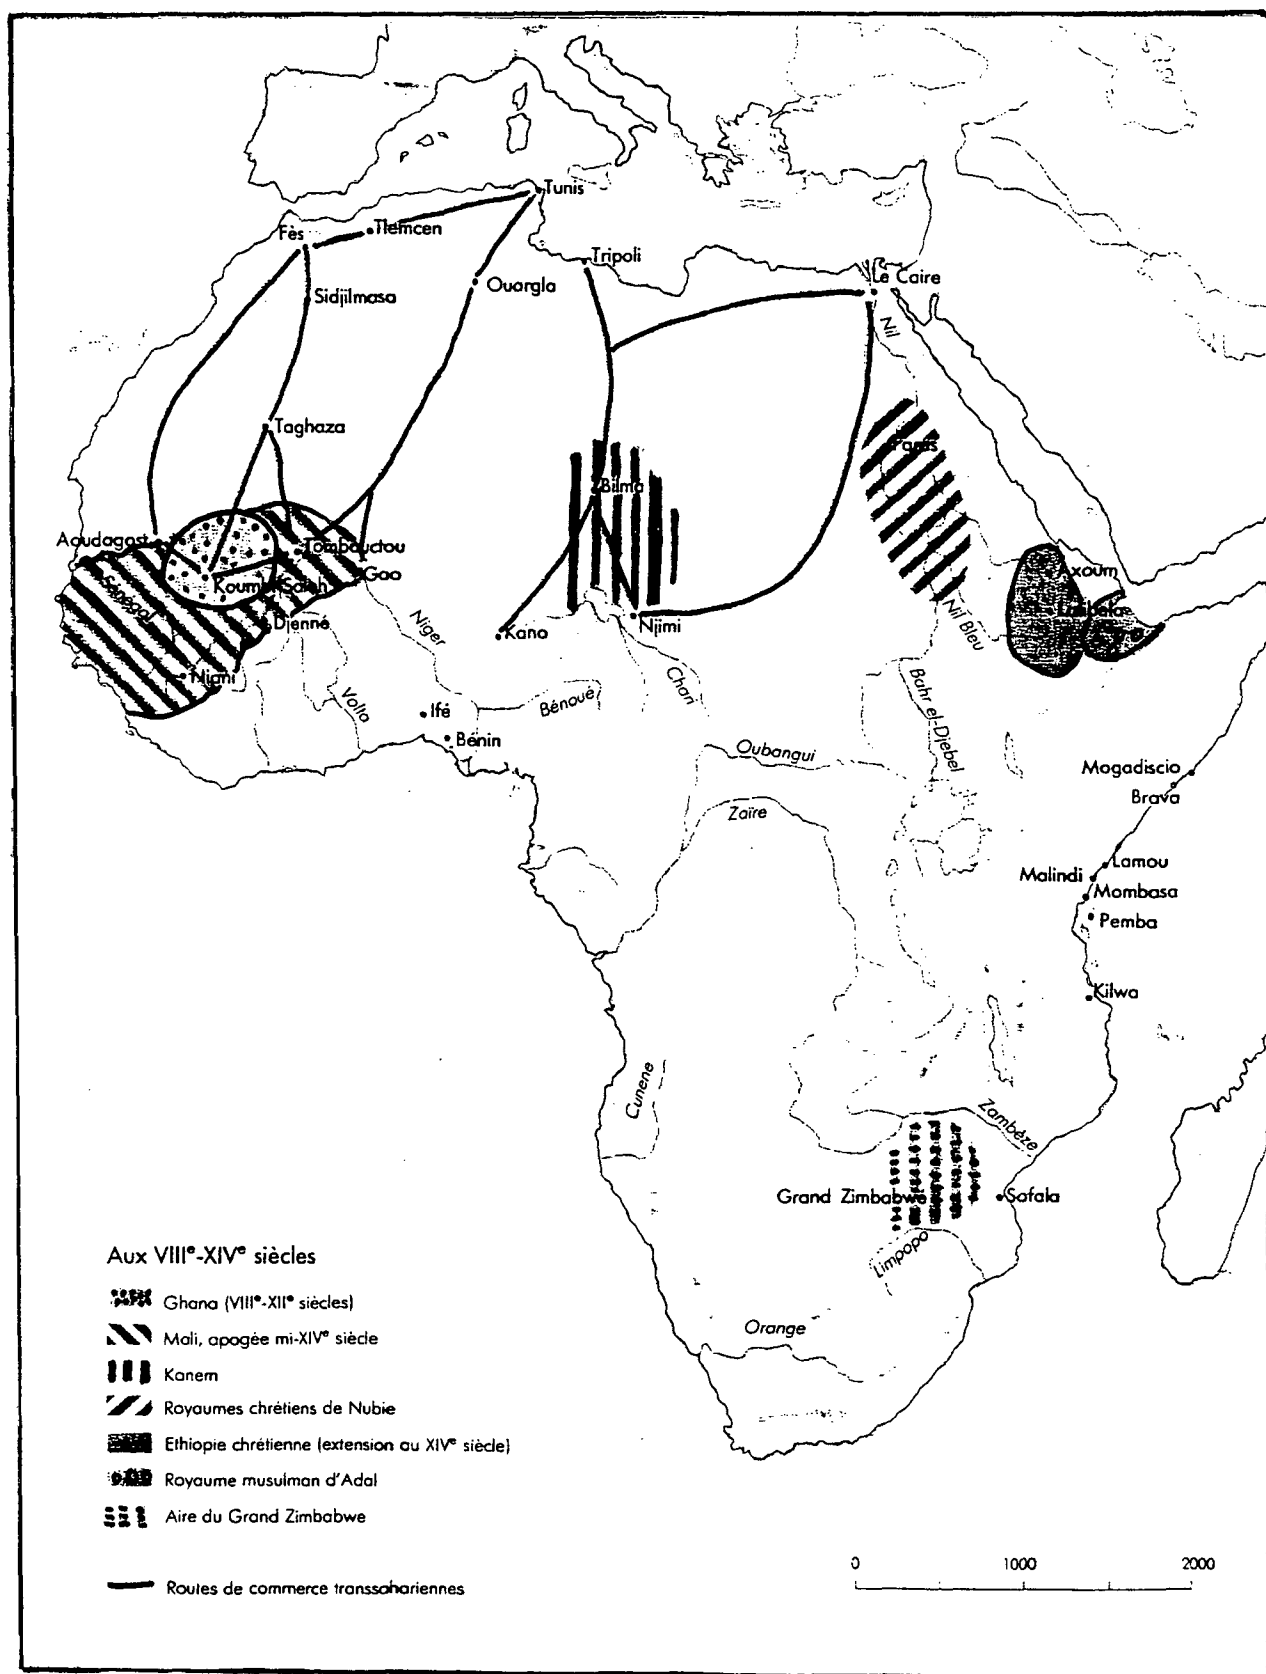 Tunis
Tlemcen
Fès
Tripoli
Le Caire
Sidjilmasa
Ouargla
Nil
Taghaza
Faras
Bilma
Aoudagost
Tombouctou
Gao
Axoum
Koumbi Saleh
Sénégal
Djenné
Niger
Kano
Njimi
Nil Bleu
Niani
Volta
Ifé
Bénin
Bénoué
Chari
Bahr el-Djebel
Oubangui
Mogadiscio
Brava
Zaïre
Lamou
Malindi
Mombasa
Pemba
Kilwa
Cunene
Zambèze
Grand Zimbabwe
Sofala
Limpopo
Orange
Aux VIIIᵉ-XIVᵉ siècles
Ghana (VIIIᵉ-XIIᵉ siècles)
Mali, apogée mi-XIVᵉ siècle
Kanem
Royaumes chrétiens de Nubie
Ethiopie chrétienne (extension au XIVᵉ siècle)
Royaume musulman d'Adal
Aire du Grand Zimbabwe
Routes de commerce transsahariennes
0 1000 2000